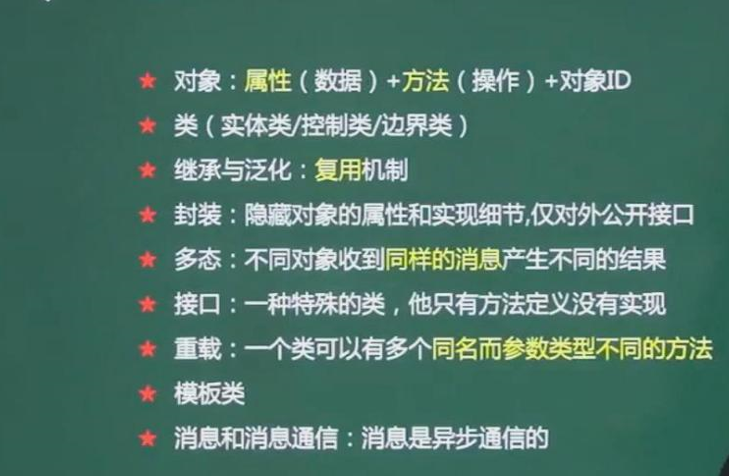 ★ 对象：属性（数据）+方法（操作）+对象ID
★ 类（实体类/控制类/边界类）
★ 继承与泛化：复用机制
★ 封装：隐藏对象的属性和实现细节,仅对外公开接口
★ 多态：不同对象收到同样的消息产生不同的结果
★ 接口：一种特殊的类，他只有方法定义没有实现
★ 重载：一个类可以有多个同名而参数类型不同的方法
★ 模板类
★ 消息和消息通信：消息是异步通信的